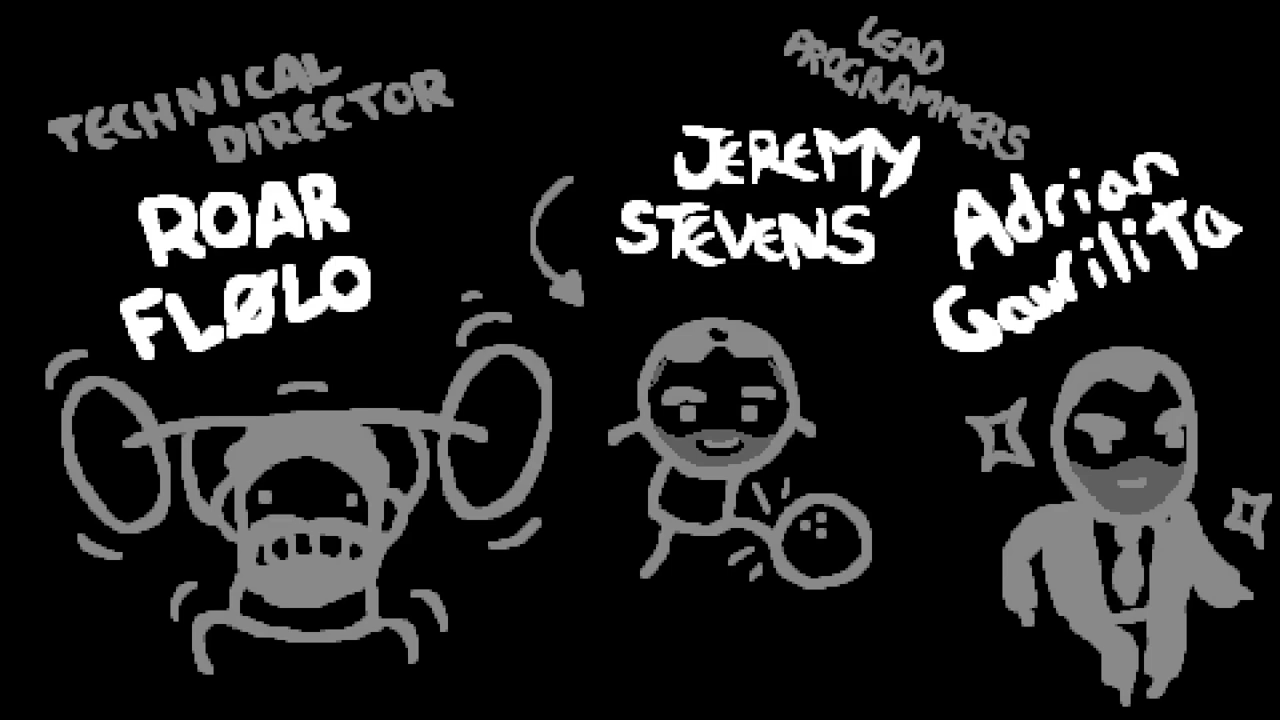 TECHNICAL
DIRECTOR
ROAR
FLØLO
LEAD
PROGRAMMERS
JEREMY
STEVENS
Adrian
Gavrilita